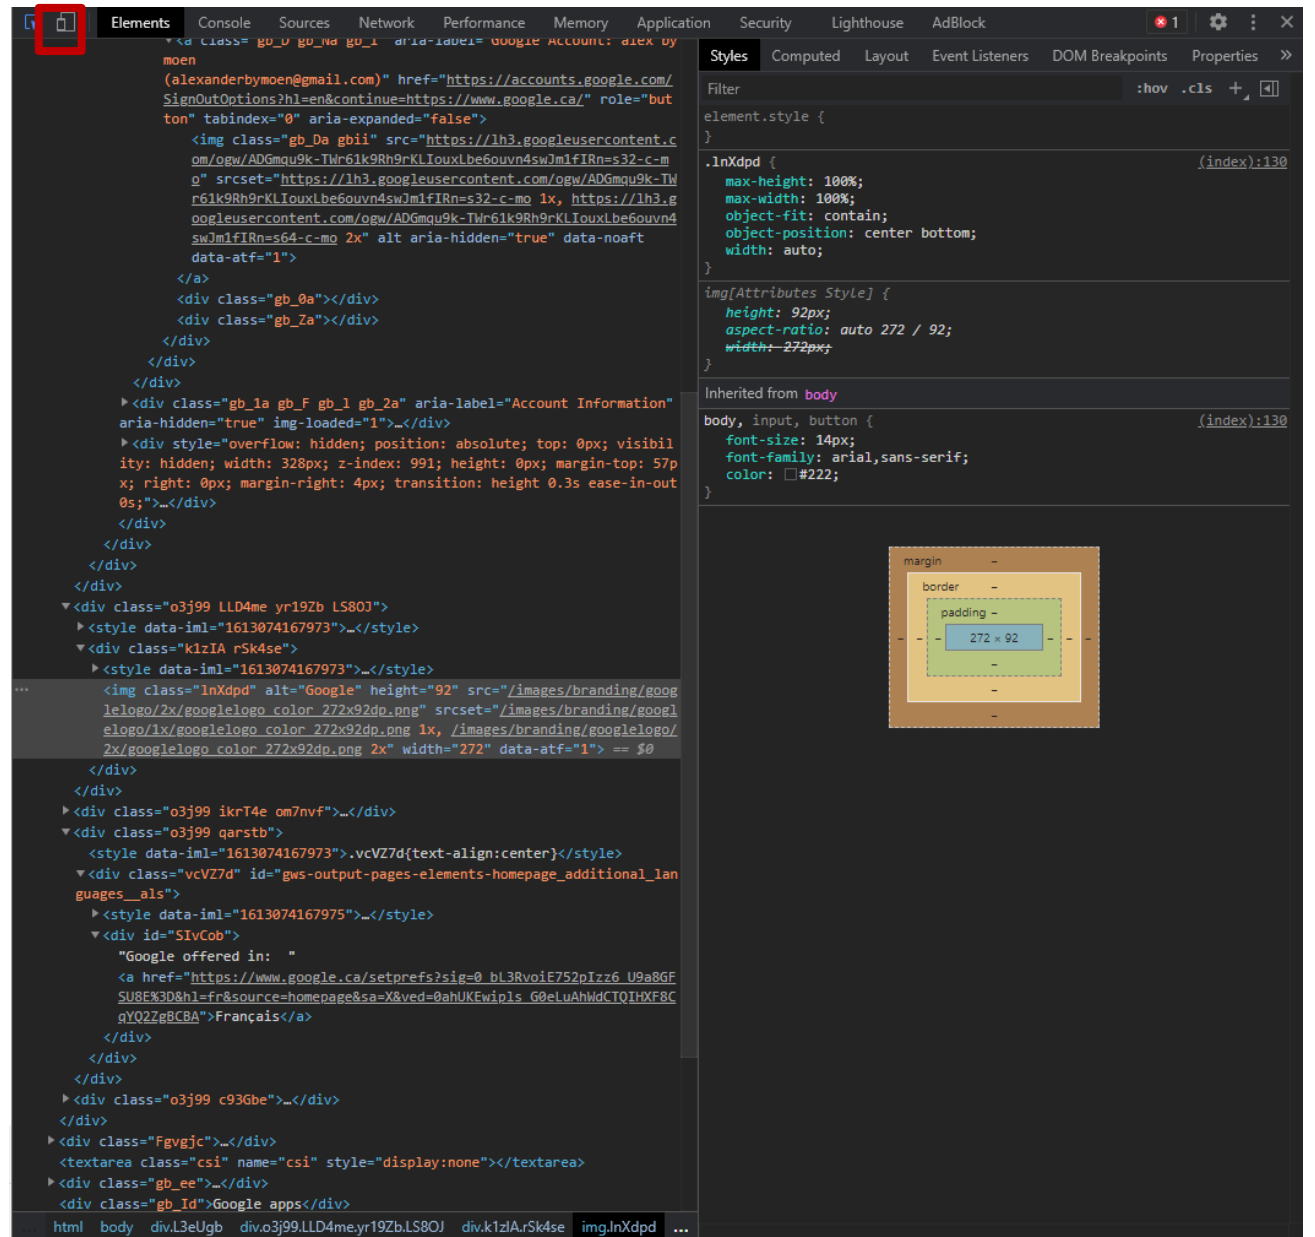 Elements Console Sources Network Performance Memory Application Security Lighthouse AdBlock 1
<a class="gb_D gb_Na gb_i" aria-label="Google Account: alex by
moen
(alexanderbymoen@gmail.com)" href="https://accounts.google.com/
SignOutOptions?hl=en&continue=https://www.google.ca/" role="but
ton" tabindex="0" aria-expanded="false">
<img class="gb_Da gbii" src="https://lh3.googleusercontent.c
om/ogw/ADGmqu9k-TWr61k9Rh9rKLIouxLbe6ouvn4swJm1fIRn=s32-c-m
o" srcset="https://lh3.googleusercontent.com/ogw/ADGmqu9k-TW
r61k9Rh9rKLIouxLbe6ouvn4swJm1fIRn=s32-c-mo 1x, https://lh3.g
oogleusercontent.com/ogw/ADGmqu9k-TWr61k9Rh9rKLIouxLbe6ouvn4
swJm1fIRn=s64-c-mo 2x" alt aria-hidden="true" data-noaft
data-atf="1">
</a>
<div class="gb_0a"></div>
<div class="gb_Za"></div>
</div>
</div>
</div>
<div class="gb_1a gb_F gb_l gb_2a" aria-label="Account Information"
aria-hidden="true" img-loaded="1">…</div>
<div style="overflow: hidden; position: absolute; top: 0px; visibil
ity: hidden; width: 328px; z-index: 991; height: 0px; margin-top: 57p
x; right: 0px; margin-right: 4px; transition: height 0.3s ease-in-out
0s;">…</div>
</div>
</div>
</div>
</div>
<div class="o3j99 LLD4me yr19Zb LS8OJ">
<style data-iml="1613074167973">…</style>
<div class="k1zIA rSk4se">
<style data-iml="1613074167973">…</style>
<img class="lnXdpd" alt="Google" height="92" src="/images/branding/goog
lelogo/2x/googlelogo_color_272x92dp.png" srcset="/images/branding/googl
elogo/1x/googlelogo_color_272x92dp.png 1x, /images/branding/googlelogo/
2x/googlelogo_color_272x92dp.png 2x" width="272" data-atf="1"> == $0
</div>
</div>
<div class="o3j99 ikrT4e om7nvf">…</div>
<div class="o3j99 qarstb">
<style data-iml="1613074167973">.vcVZ7d{text-align:center}</style>
<div class="vcVZ7d" id="gws-output-pages-elements-homepage_additional_lan
guages__als">
<style data-iml="1613074167975">…</style>
<div id="SIvCob">
"Google offered in:  "
<a href="https://www.google.ca/setprefs?sig=0_bL3RvoiE752pIzz6_U9a8GF
SU8E%3D&hl=fr&source=homepage&sa=X&ved=0ahUKEwipls_G0eLuAhWdCTQIHXF8C
qYQ2ZgBCBA">Français</a>
</div>
</div>
</div>
<div class="o3j99 c93Gbe">…</div>
</div>
<div class="Fgvgjc">…</div>
<textarea class="csi" name="csi" style="display:none"></textarea>
<div class="gb_ee">…</div>
<div class="gb_Id">Google apps</div>
... html body div.L3eUgb div.o3j99.LLD4me.yr19Zb.LS8OJ div.k1zIA.rSk4se img.lnXdpd ...
Styles Computed Layout Event Listeners DOM Breakpoints Properties »
Filter :hov .cls +
element.style {
}
.lnXdpd { (index):130
max-height: 100%;
max-width: 100%;
object-fit: contain;
object-position: center bottom;
width: auto;
}
img[Attributes Style] {
height: 92px;
aspect-ratio: auto 272 / 92;
width: 272px;
}
Inherited from body
body, input, button { (index):130
font-size: 14px;
font-family: arial,sans-serif;
color: #222;
}
margin –
border –
padding –
– – – 272 × 92 – – –
–
–
–